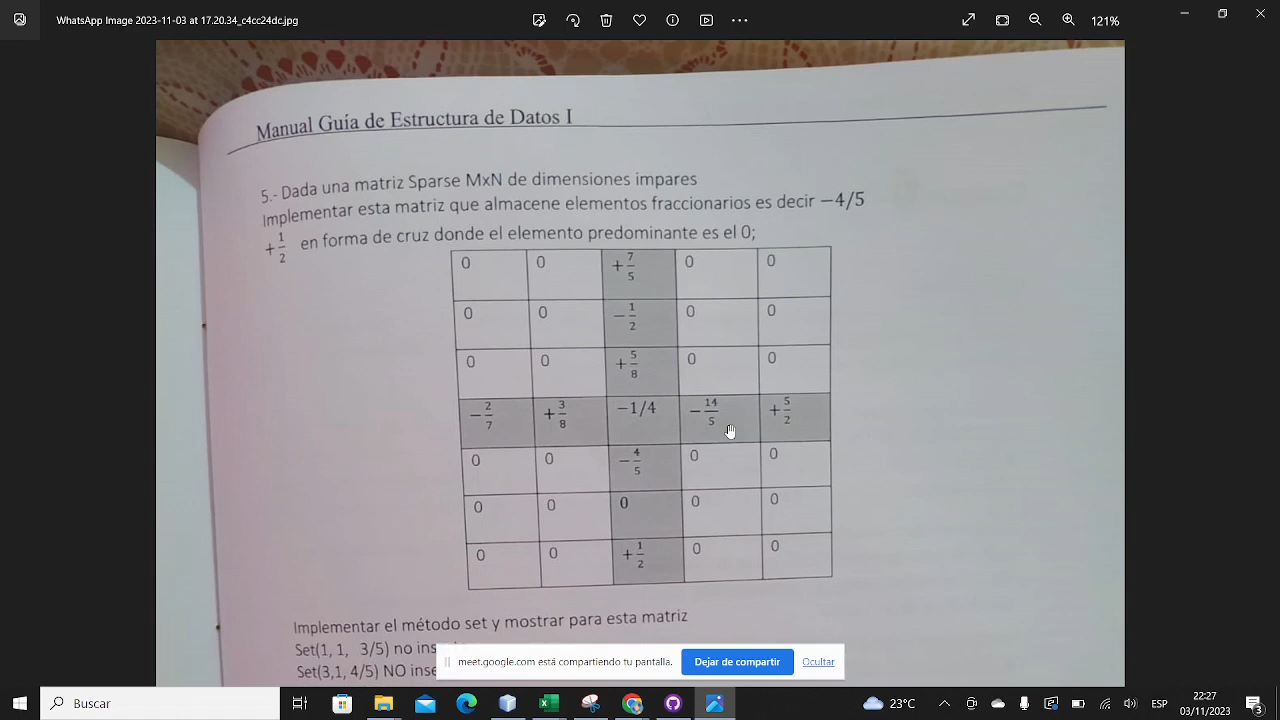 WhatsApp Image 2023-11-03 at 17.20.34_c4cc24dc.jpg
121%
Manual Guía de Estructura de Datos I
5.- Dada una matriz Sparse MxN de dimensiones impares
Implementar esta matriz que almacene elementos fraccionarios es decir −4/5
+1/2 en forma de cruz donde el elemento predominante es el 0;
0 0 +7/5 0 0
0 0 −1/2 0 0
0 0 +5/8 0 0
−2/7 +3/8 −1/4 −14/5 +5/2
0 0 −4/5 0 0
0 0 0 0 0
0 0 +1/2 0 0
Implementar el método set y mostrar para esta matriz
Set(1, 1, 3/5) no
Set(3,1, 4/5) NO
meet.google.com está compartiendo tu pantalla.
Dejar de compartir
Ocultar
Buscar
23°C
ESP
22:27
03/11/2023
3